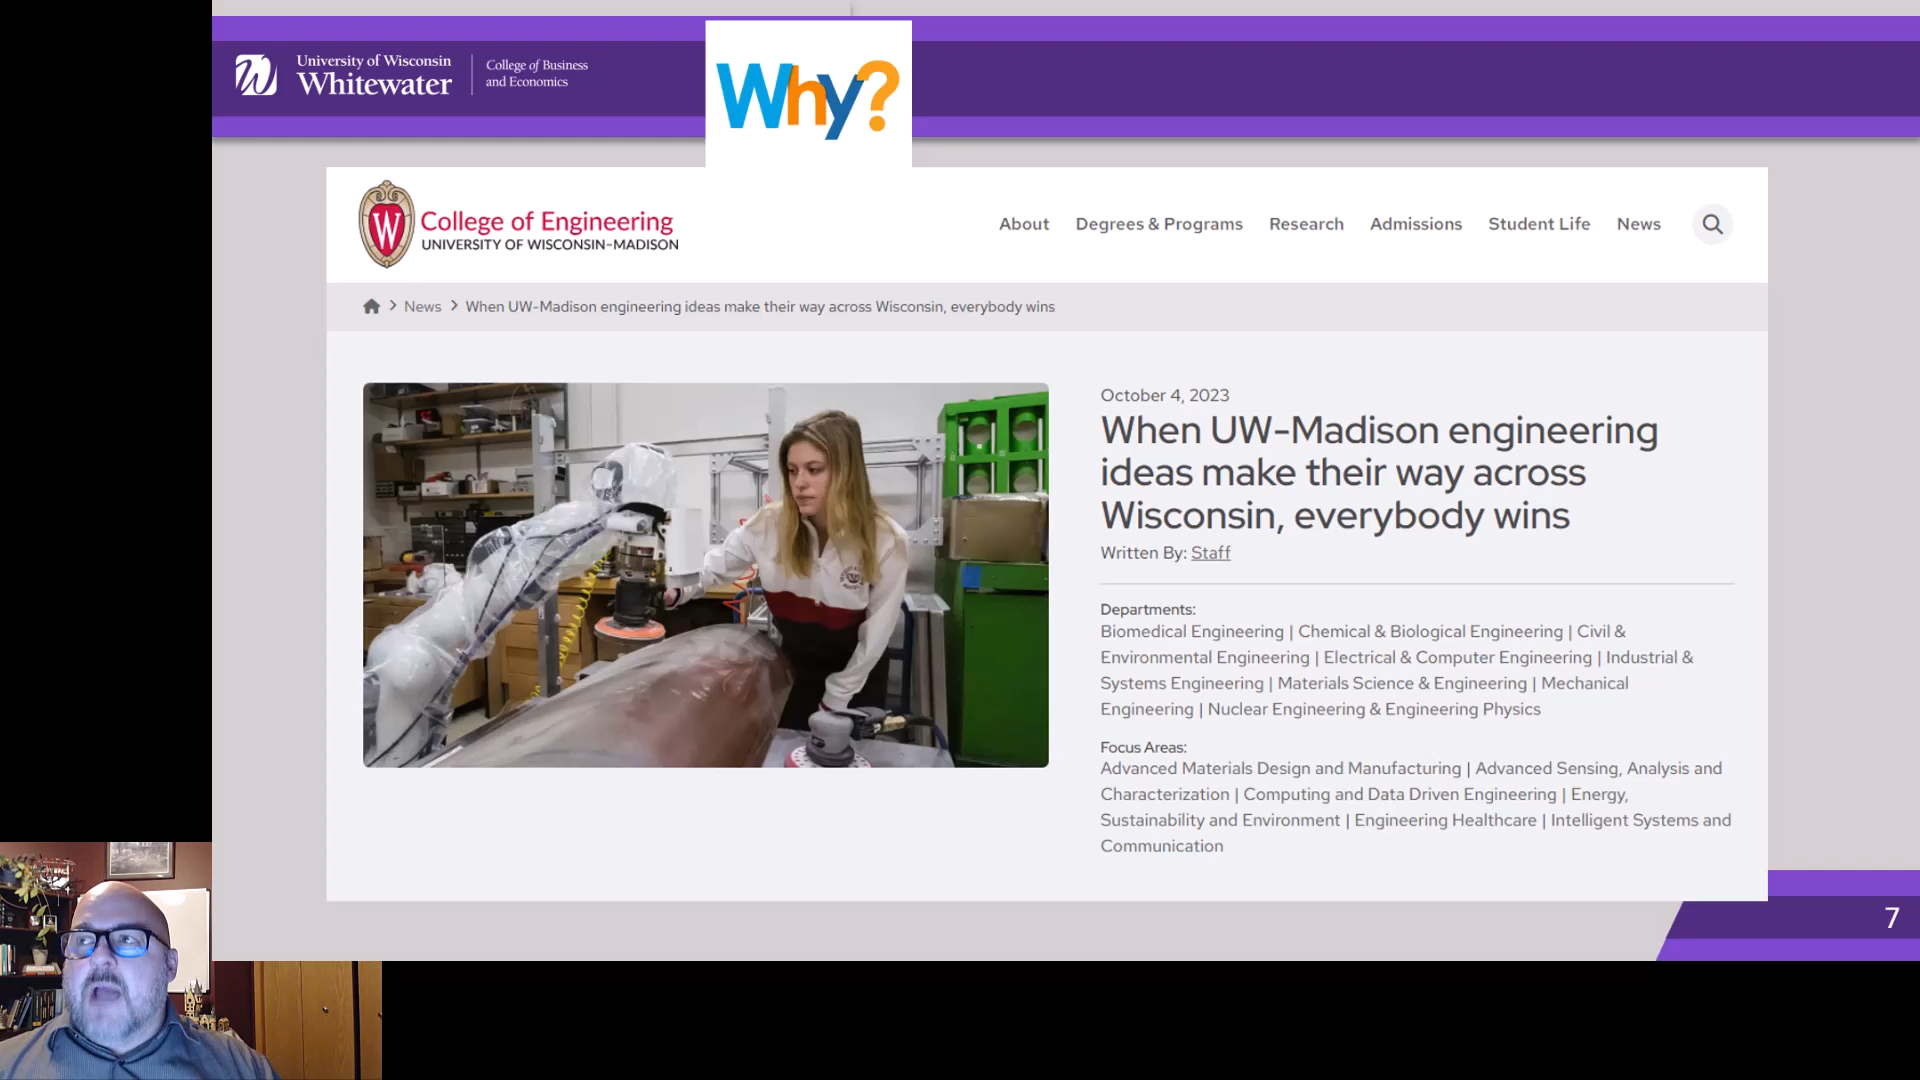 University of Wisconsin
Whitewater
College of Business
and Economics
Why?
W
College of Engineering
UNIVERSITY OF WISCONSIN–MADISON
About Degrees & Programs Research Admissions Student Life News
News > When UW-Madison engineering ideas make their way across Wisconsin, everybody wins
October 4, 2023
When UW-Madison engineering
ideas make their way across
Wisconsin, everybody wins
Written By: Staff
Departments:
Biomedical Engineering | Chemical & Biological Engineering | Civil &
Environmental Engineering | Electrical & Computer Engineering | Industrial &
Systems Engineering | Materials Science & Engineering | Mechanical
Engineering | Nuclear Engineering & Engineering Physics
Focus Areas:
Advanced Materials Design and Manufacturing | Advanced Sensing, Analysis and
Characterization | Computing and Data Driven Engineering | Energy,
Sustainability and Environment | Engineering Healthcare | Intelligent Systems and
Communication
7